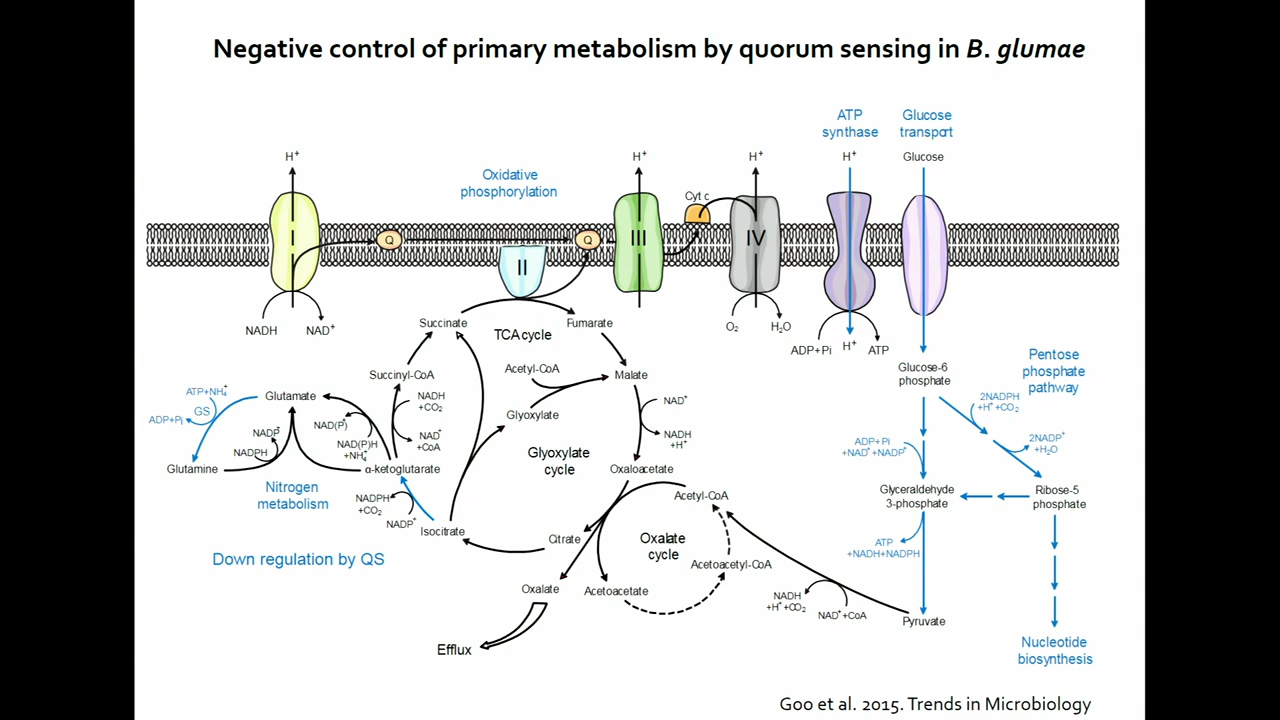 Negative control of primary metabolism by quorum sensing in B. glumae
ATP
synthase
Glucose
transport
H+
H+
H+
H+
Glucose
Oxidative
phosphorylation
Cyt c
I
Q
II
Q
III
IV
NADH
NAD+
O2
H2O
ADP+Pi
H+
ATP
Succinate
TCA cycle
Fumarate
Glucose-6
phosphate
Pentose
phosphate
pathway
Succinyl-CoA
Acetyl-CoA
Malate
ATP+NH4+
GS
ADP+Pi
Glutamate
NADH
+CO2
NAD+
+CoA
Glyoxylate
NAD+
NADH
+H+
2NADPH
+H++CO2
2NADP+
+H2O
NAD(P)+
NAD(P)H
+NH4+
NADP+
NADPH
ADP+Pi
+NAD++NADP+
Glutamine
α-ketoglutarate
Glyoxylate
cycle
Oxaloacetate
Nitrogen
metabolism
NADPH
+CO2
NADP+
Acetyl-CoA
Glyceraldehyde
3-phosphate
Ribose-5
phosphate
Isocitrate
Citrate
Oxalate
cycle
ATP
+NADH+NADPH
Down regulation by QS
Acetoacetyl-CoA
Oxalate
Acetoacetate
NADH
+H++CO2
NAD++CoA
Pyruvate
Efflux
Nucleotide
biosynthesis
Goo et al. 2015. Trends in Microbiology